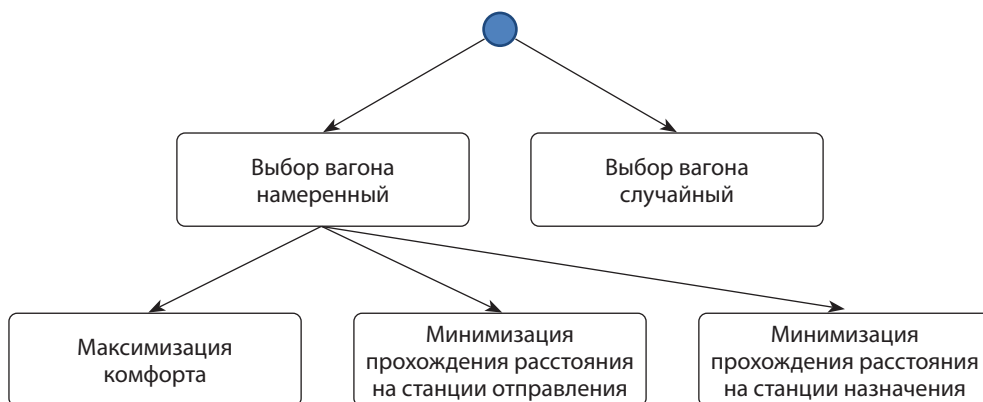 Выбор вагона
намеренный
Выбор вагона
случайный
Максимизация
комфорта
Минимизация
прохождения расстояния
на станции отправления
Минимизация
прохождения расстояния
на станции назначения